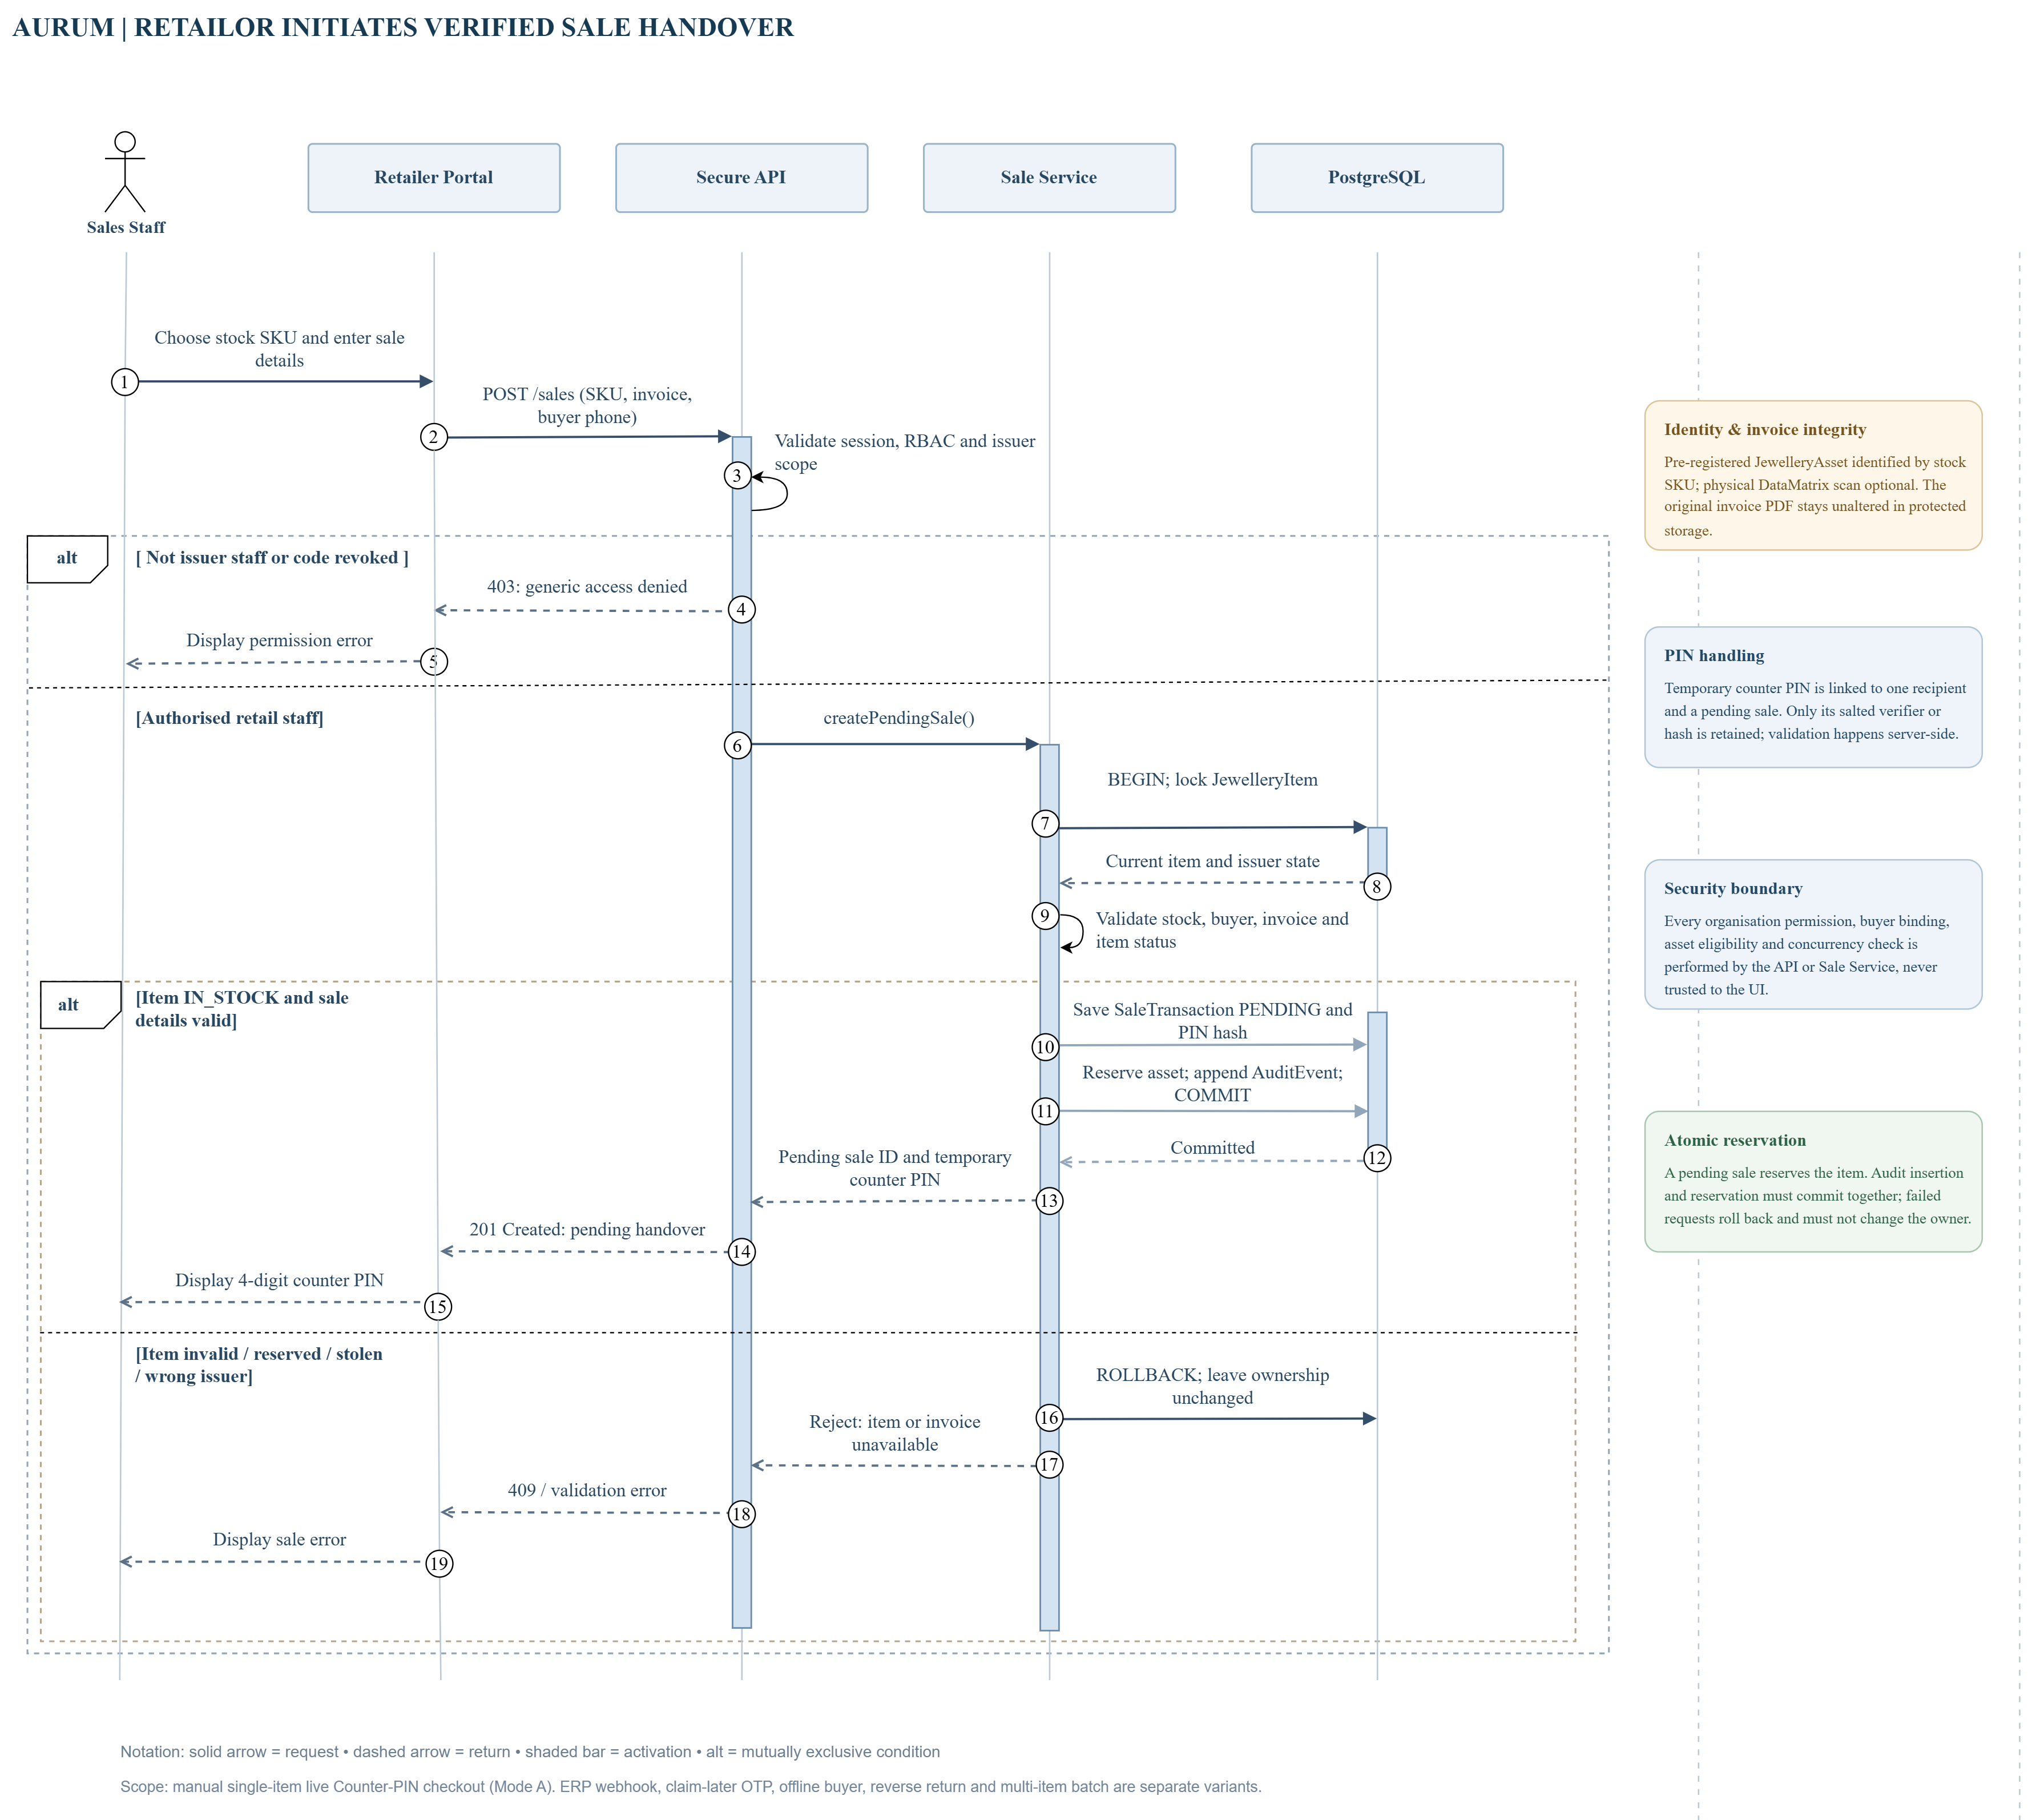 AURUM | RETAILOR INITIATES VERIFIED SALE HANDOVER
Sales Staff
Retailer Portal
Secure API
Sale Service
PostgreSQL
Choose stock SKU and enter sale
details
1
POST /sales (SKU, invoice,
buyer phone)
2
Validate session, RBAC and issuer
scope
3
alt
[ Not issuer staff or code revoked ]
403: generic access denied
4
Display permission error
5
[Authorised retail staff]
createPendingSale()
6
BEGIN; lock JewelleryItem
7
Current item and issuer state
8
9
Validate stock, buyer, invoice and
item status
alt
[Item IN_STOCK and sale
details valid]
Save SaleTransaction PENDING and
PIN hash
10
Reserve asset; append AuditEvent;
COMMIT
11
Committed
12
Pending sale ID and temporary
counter PIN
13
201 Created: pending handover
14
Display 4-digit counter PIN
15
[Item invalid / reserved / stolen
/ wrong issuer]
ROLLBACK; leave ownership
unchanged
16
Reject: item or invoice
unavailable
17
409 / validation error
18
Display sale error
19
Identity & invoice integrity
Pre-registered JewelleryAsset identified by stock
SKU; physical DataMatrix scan optional. The
original invoice PDF stays unaltered in protected
storage.
PIN handling
Temporary counter PIN is linked to one recipient
and a pending sale. Only its salted verifier or
hash is retained; validation happens server-side.
Security boundary
Every organisation permission, buyer binding,
asset eligibility and concurrency check is
performed by the API or Sale Service, never
trusted to the UI.
Atomic reservation
A pending sale reserves the item. Audit insertion
and reservation must commit together; failed
requests roll back and must not change the owner.
Notation: solid arrow = request • dashed arrow = return • shaded bar = activation • alt = mutually exclusive condition
Scope: manual single-item live Counter-PIN checkout (Mode A). ERP webhook, claim-later OTP, offline buyer, reverse return and multi-item batch are separate variants.